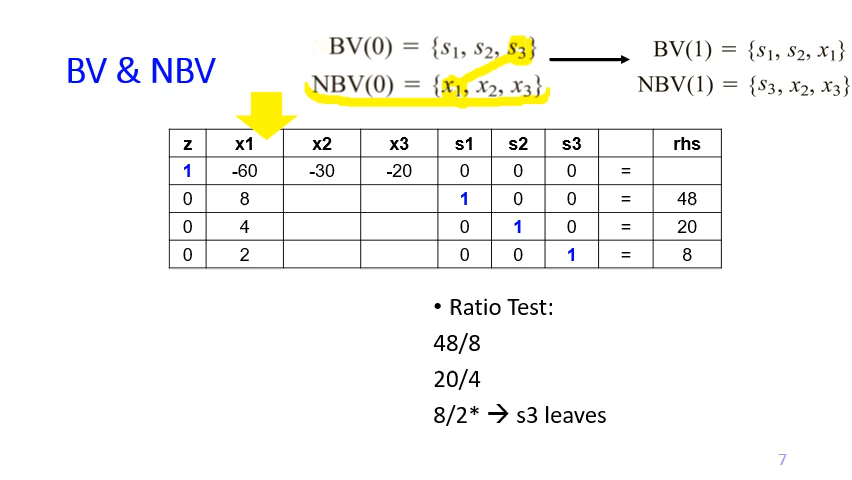 BV & NBV
BV(0) = {s1, s2, s3}
NBV(0) = {x1, x2, x3}
BV(1) = {s1, s2, x1}
NBV(1) = {s3, x2, x3}
z x1 x2 x3 s1 s2 s3 rhs
1 -60 -30 -20 0 0 0 =
0 8 1 0 0 = 48
0 4 0 1 0 = 20
0 2 0 0 1 = 8
• Ratio Test:
48/8
20/4
8/2* → s3 leaves
7